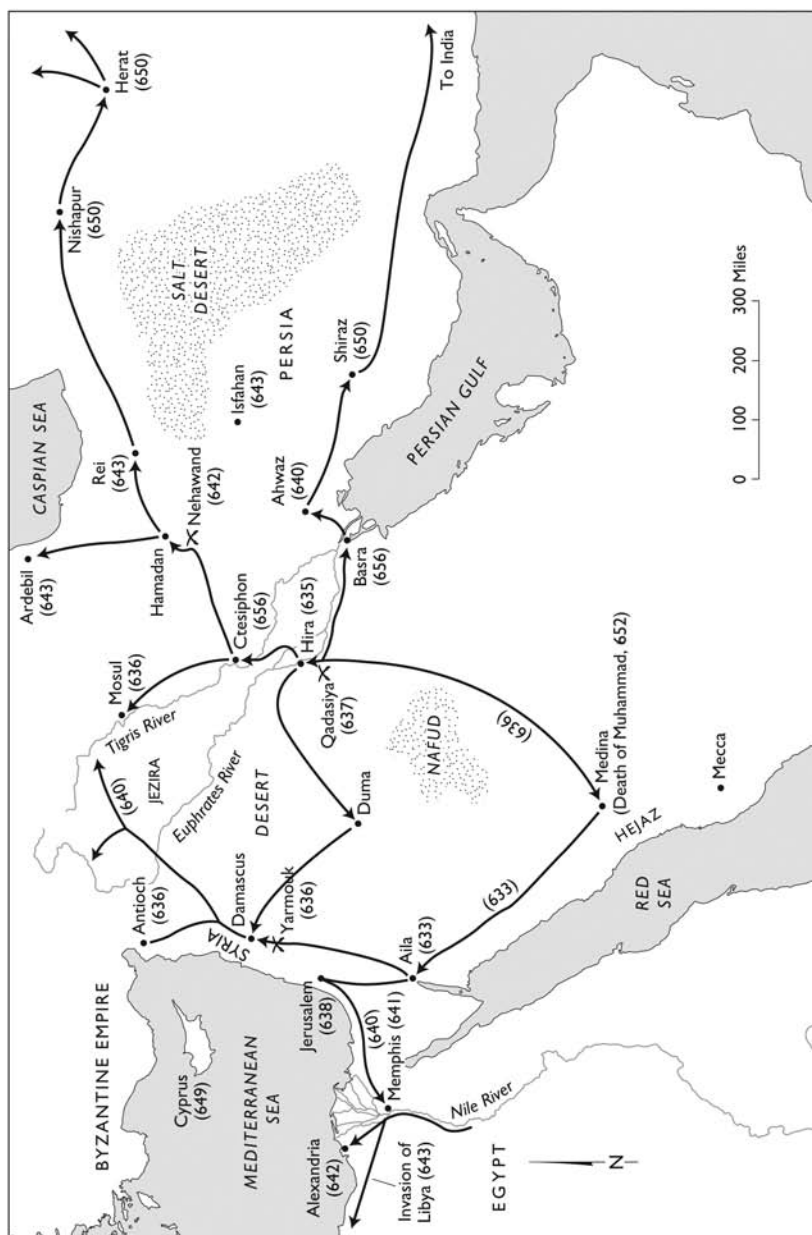 BYZANTINE EMPIRE
CASPIAN SEA
Ardebil
(643)
Rei
(643)
Nishapur
(650)
Herat
(650)
Hamadan
Nehawand
(642)
SALT
DESERT
Isfahan
(643)
PERSIA
Shiraz
(650)
To India
Ahwaz
(640)
Basra
(656)
PERSIAN GULF
Mosul
(636)
Tigris River
(640)
JEZIRA
Euphrates River
Ctesiphon
(656)
Hira (635)
Qadasiya
(637)
DESERT
NAFUD
Duma
Antioch
(636)
SYRIA
Damascus
Yarmouk
(636)
Cyprus
(649)
MEDITERRANEAN
SEA
Jerusalem
(638)
Aila
(633)
(640)
Memphis (641)
Alexandria
(642)
Invasion of
Libya (643)
Nile River
EGYPT
N
(633)
(636)
Medina
(Death of Muhammad, 652)
HEJAZ
Mecca
RED
SEA
0 100 200 300 Miles